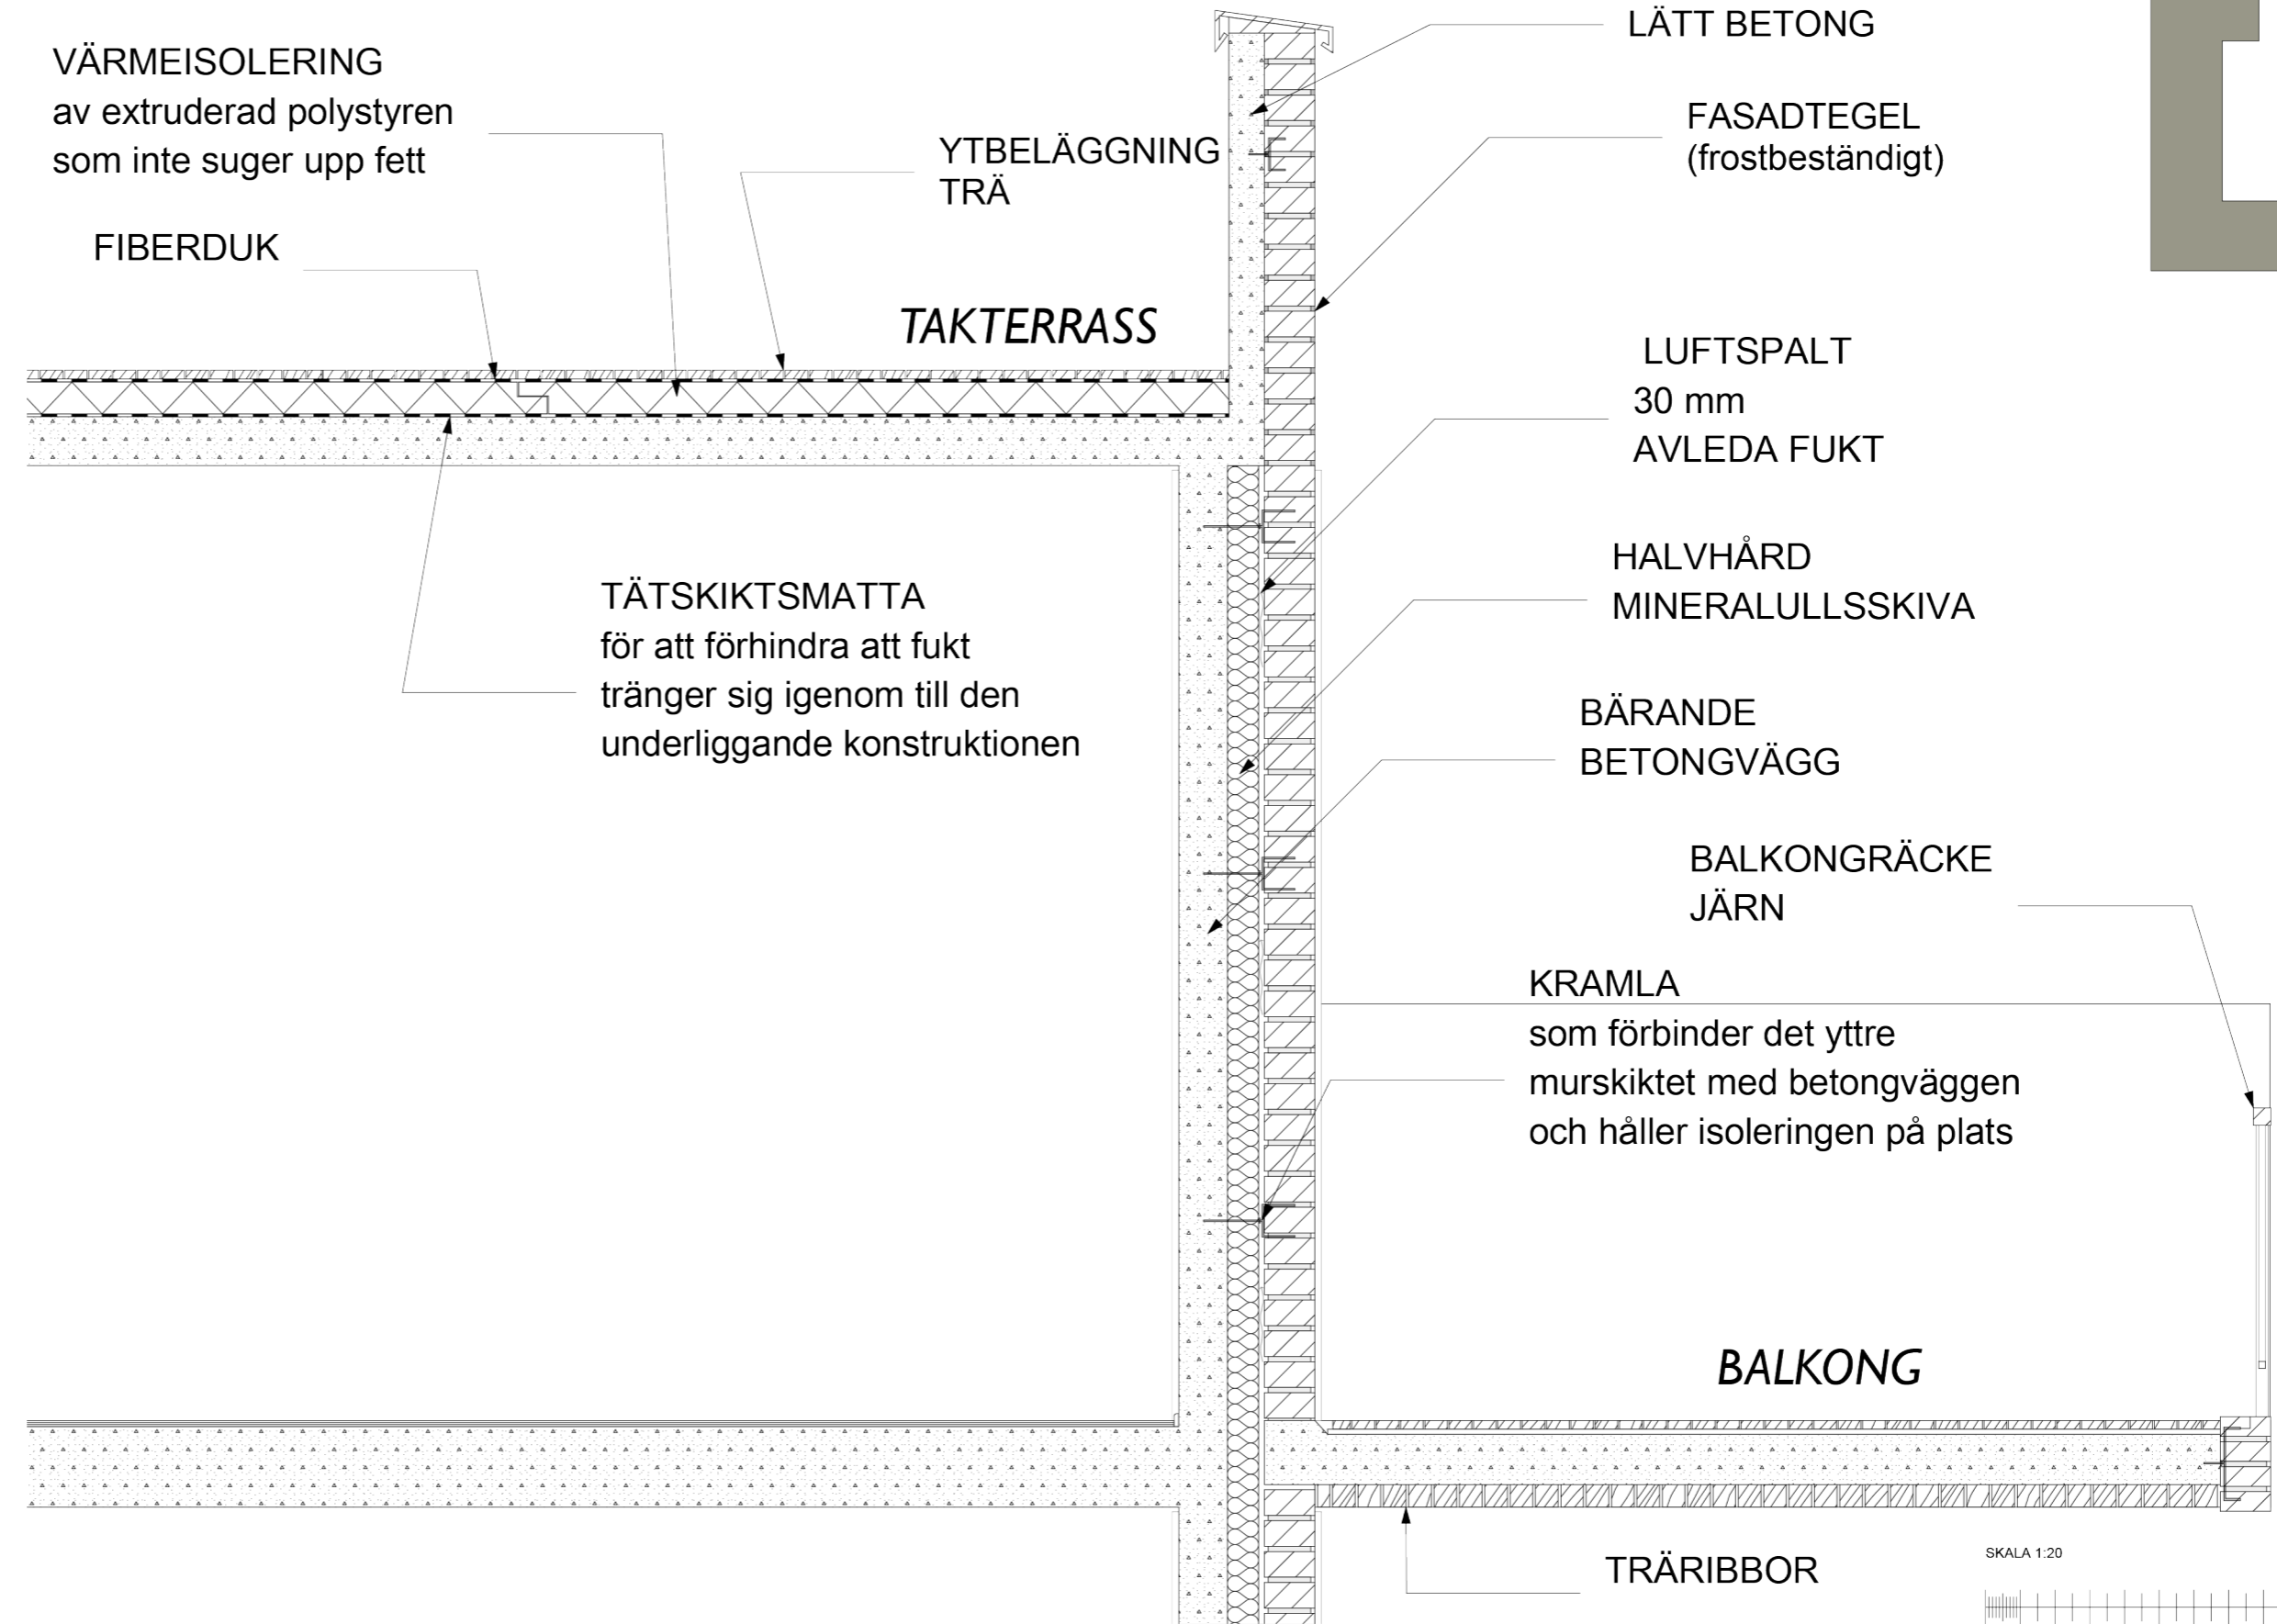 LÄTT BETONG
VÄRMEISOLERING
av extruderad polystyren
som inte suger upp fett
YTBELÄGGNING
TRÄ
FASADTEGEL
(frostbeständigt)
FIBERDUK
TAKTERRASS
LUFTSPALT
30 mm
AVLEDA FUKT
HALVHÅRD
MINERALULLSSKIVA
TÄTSKIKTSMATTA
för att förhindra att fukt
tränger sig igenom till den
underliggande konstruktionen
BÄRANDE
BETONGVÄGG
BALKONGRÄCKE
JÄRN
KRAMLA
som förbinder det yttre
murskiktet med betongväggen
och håller isoleringen på plats
BALKONG
TRÄRIBBOR
SKALA 1:20